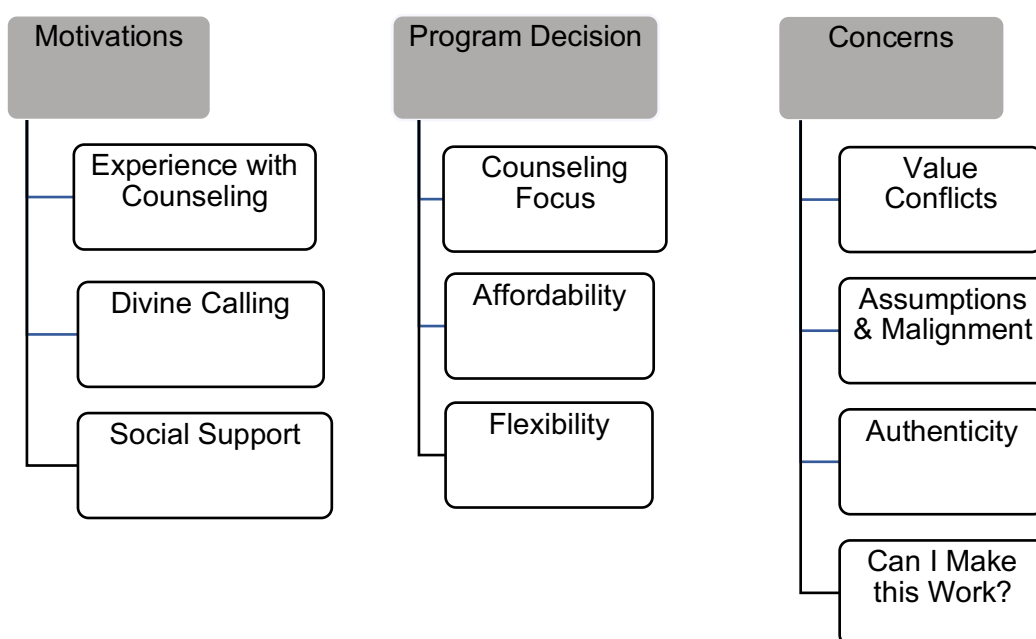 Motivations
Experience with
Counseling
Divine Calling
Social Support
Program Decision
Counseling
Focus
Affordability
Flexibility
Concerns
Value
Conflicts
Assumptions
& Malignment
Authenticity
Can I Make
this Work?